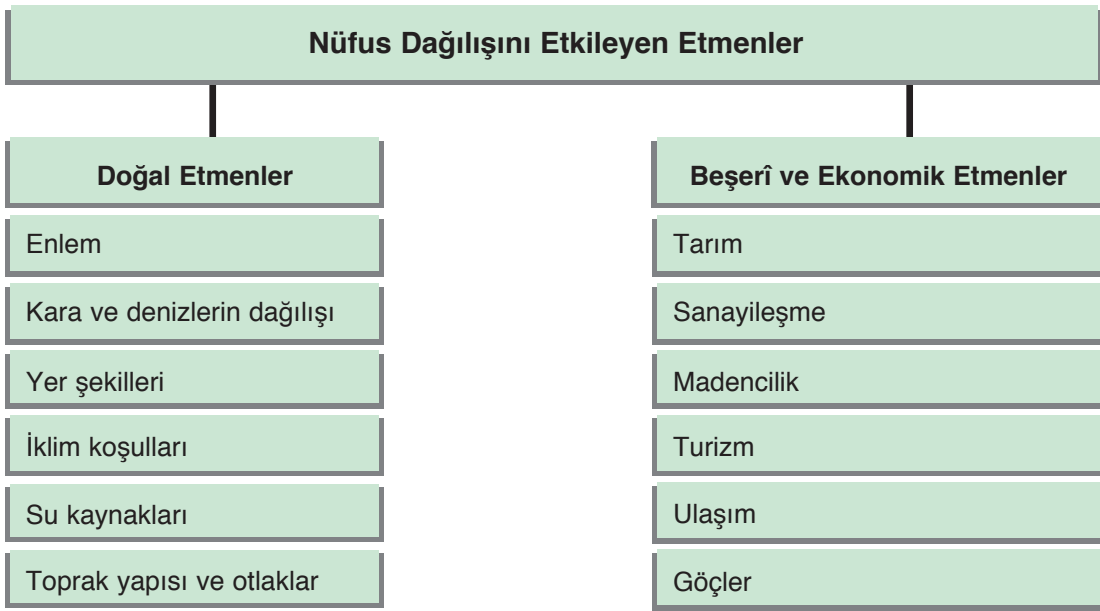 Nüfus Dağılışını Etkileyen Etmenler
Doğal Etmenler
Enlem
Kara ve denizlerin dağılışı
Yer şekilleri
İklim koşulları
Su kaynakları
Toprak yapısı ve otlaklar
Beşerî ve Ekonomik Etmenler
Tarım
Sanayileşme
Madencilik
Turizm
Ulaşım
Göçler